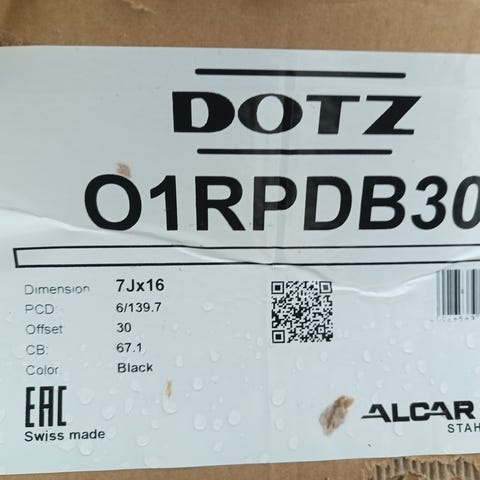 DOTZ
O1RPDB30
Dimension 7Jx16
PCD: 6/139.7
Offset 30
CB: 67.1
Color Black
EAC
Swiss made
ALCAR
STAH